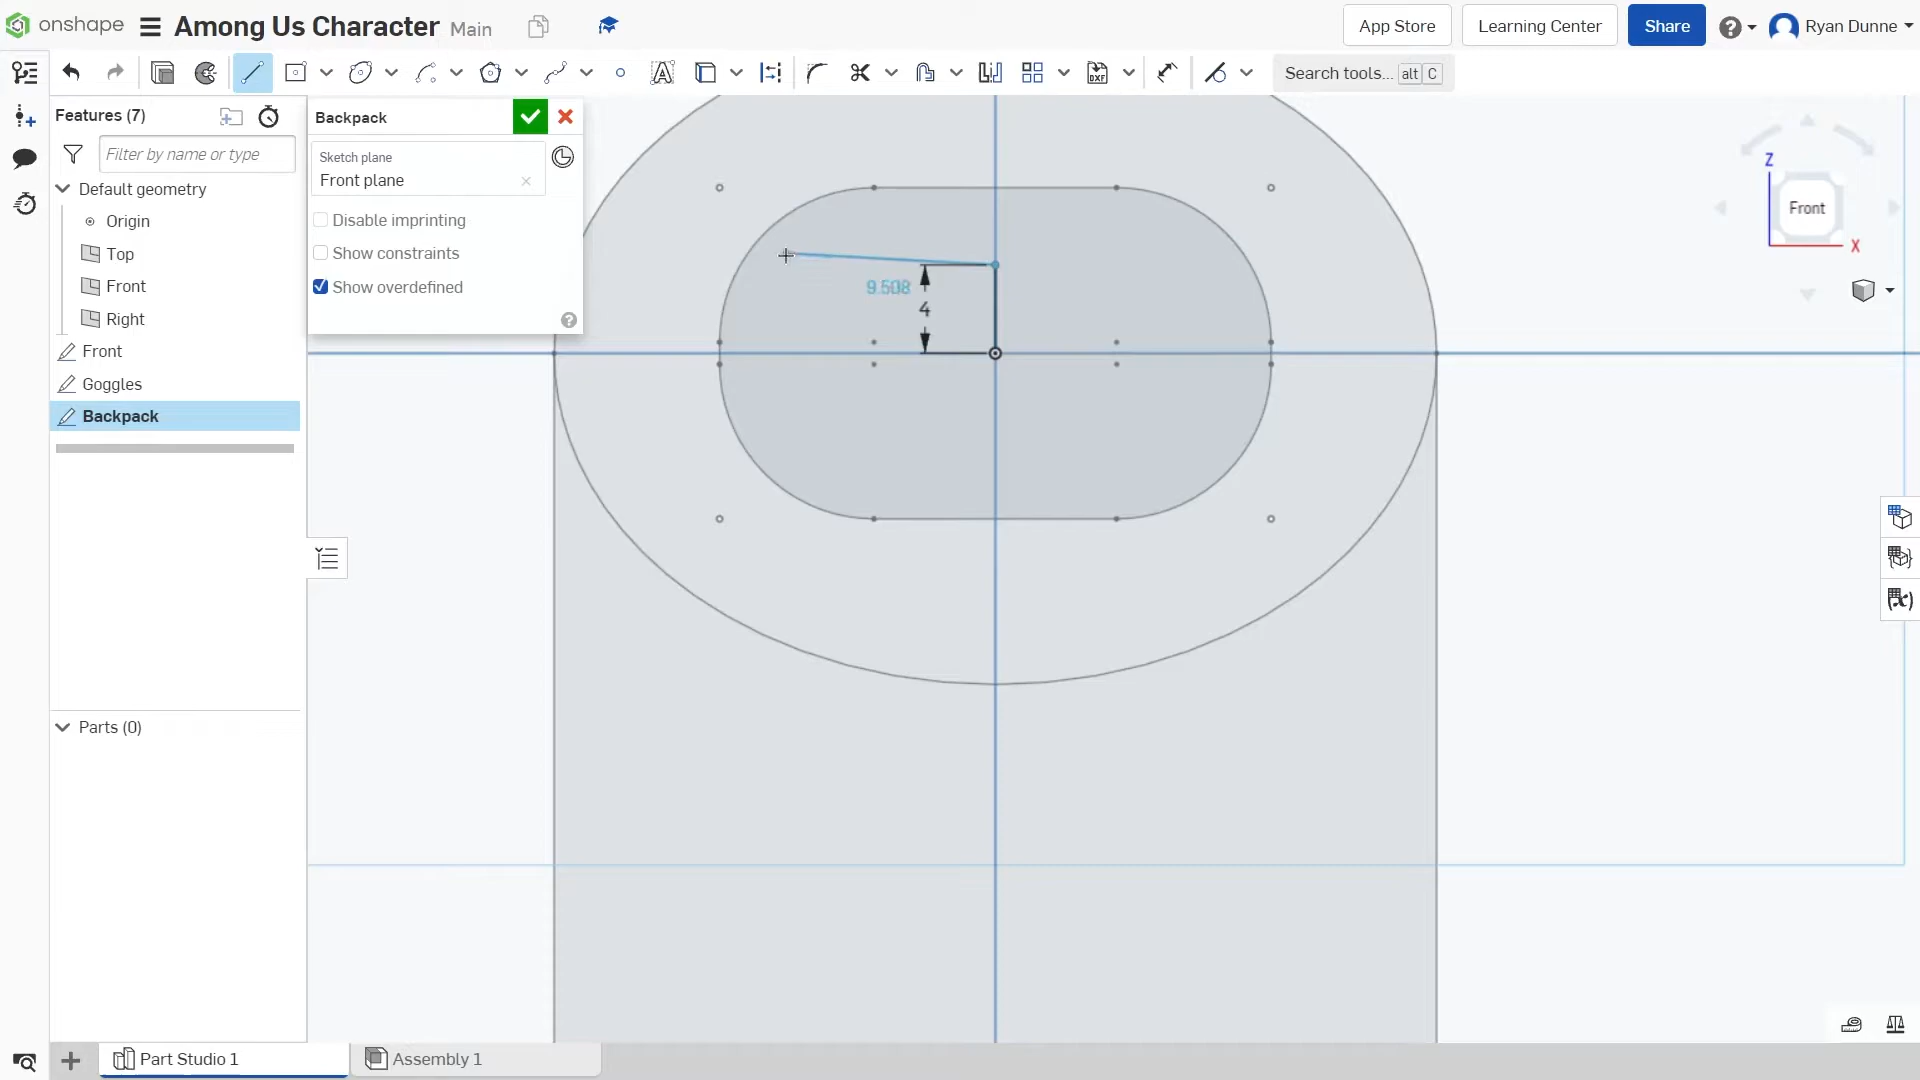 onshape Among Us Character Main App Store Learning Center Share ? Ryan Dunne
Search tools... alt C
Features (7)
Filter by name or type
Default geometry
Origin
Top
Front
Right
Front
Goggles
Backpack
Parts (0)
Backpack
Sketch plane
Front plane
Disable imprinting
Show constraints
Show overdefined
9.508
4
Z
Front
X
Part Studio 1
Assembly 1